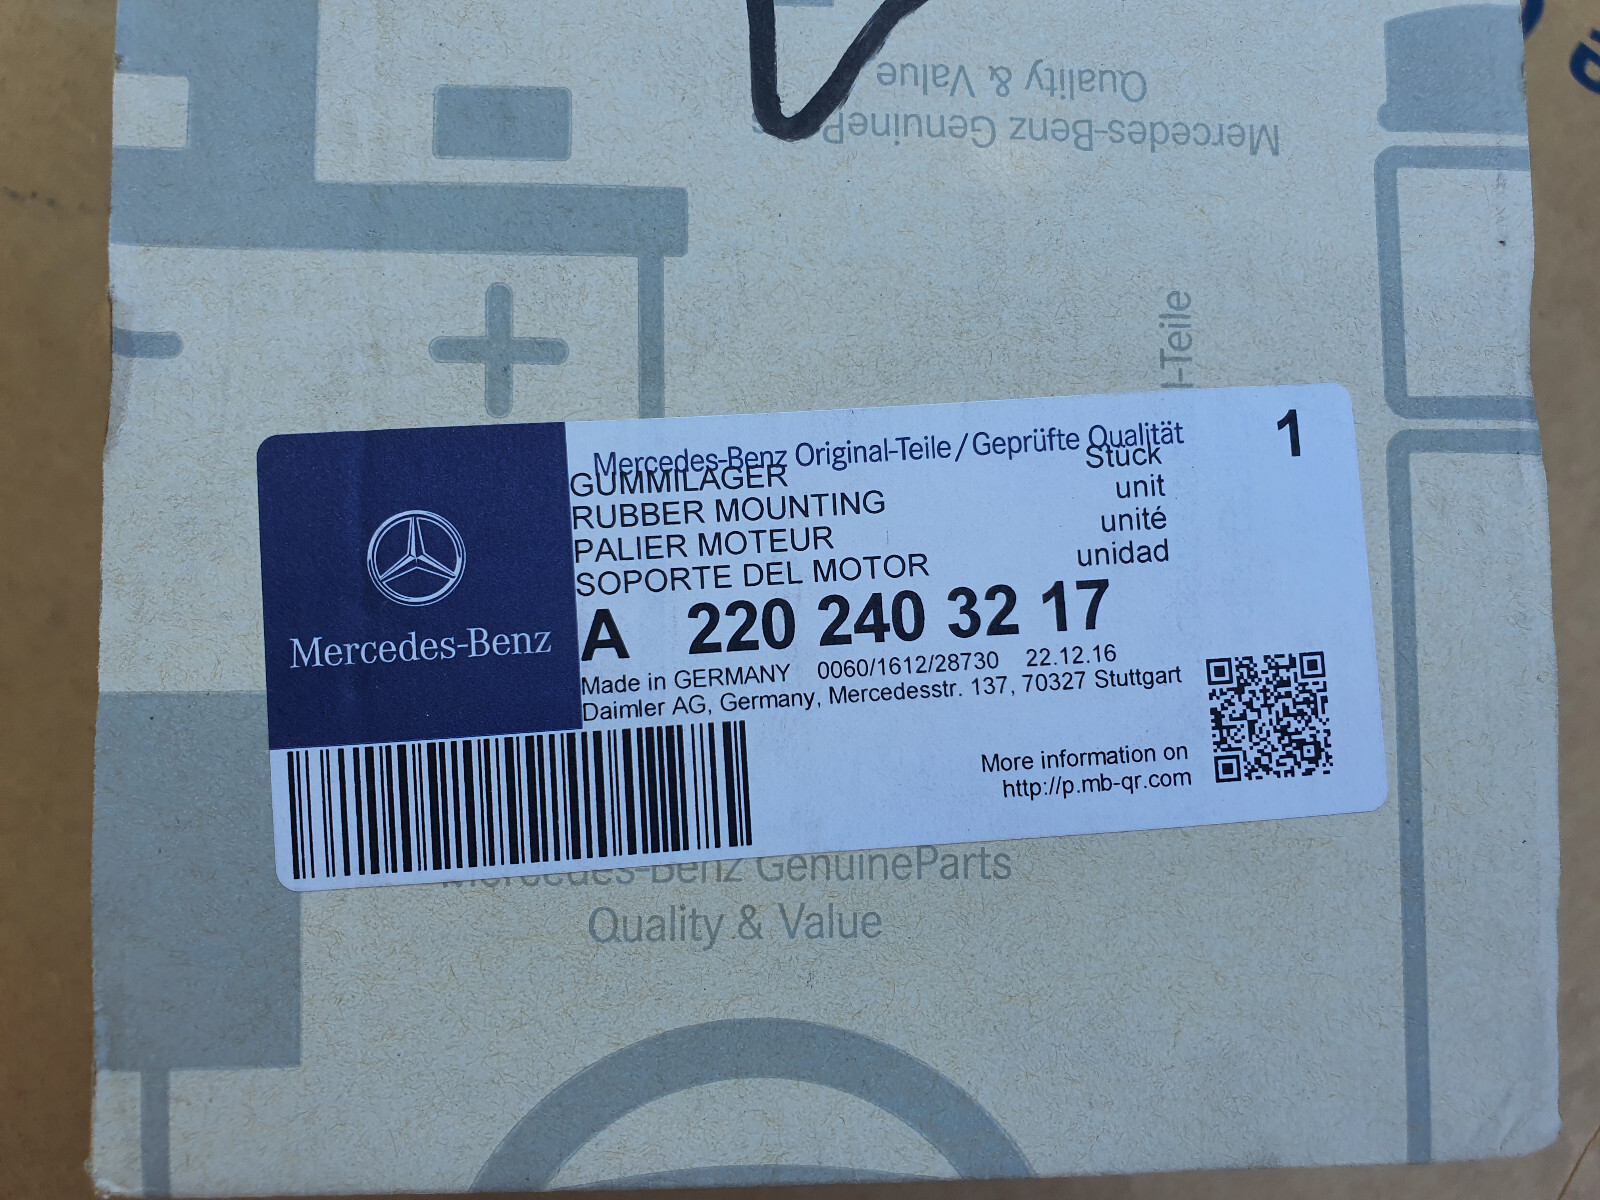 Quality & Value
Mercedes-Benz
l-Teile
Mercedes-Benz Original-Teile / Geprüfte Qualität
1
GUMMILAGER Stück
RUBBER MOUNTING unit
PALIER MOTEUR unité
SOPORTE DEL MOTOR unidad
A 220 240 32 17
Mercedes-Benz
Made in GERMANY 0060/1612/28730 22.12.16
Daimler AG, Germany, Mercedesstr. 137, 70327 Stuttgart
More information on
http://p.mb-qr.com
Mercedes-Benz GenuineParts
Quality & Value